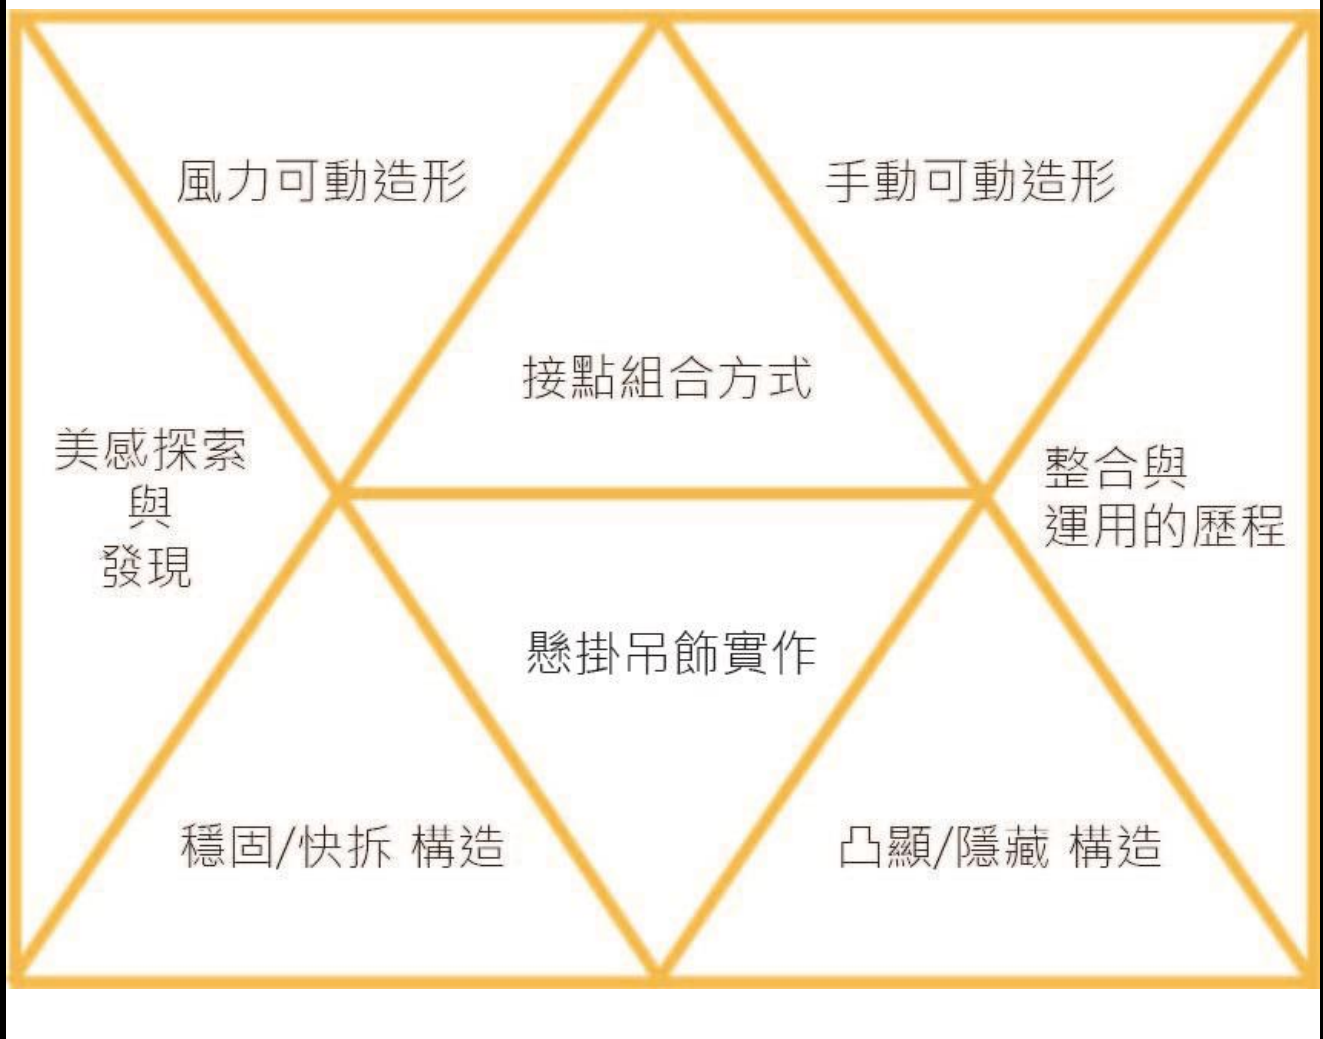 風力可動造形
手動可動造形
接點組合方式
美感探索
與
發現
整合與
運用的歷程
懸掛吊飾實作
穩固/快拆 構造
凸顯/隱藏 構造